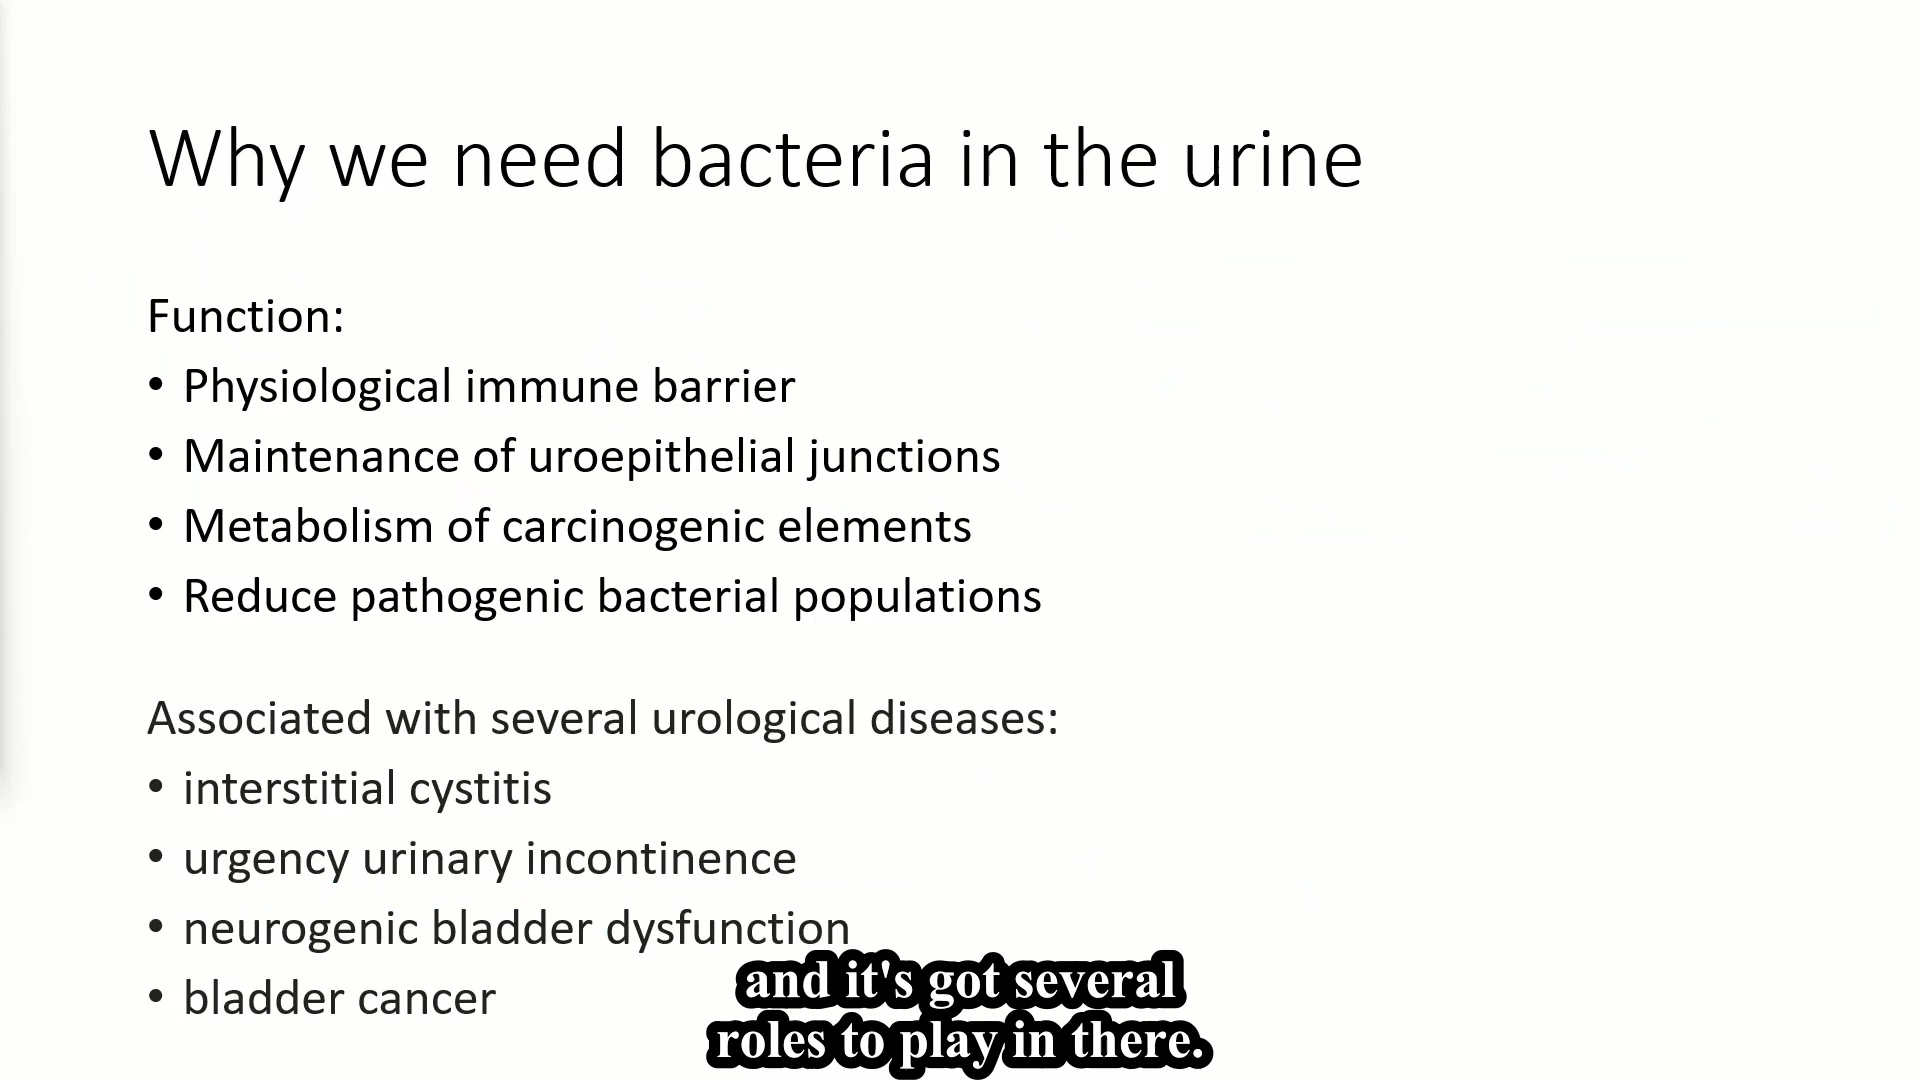 Why we need bacteria in the urine
Function:
• Physiological immune barrier
• Maintenance of uroepithelial junctions
• Metabolism of carcinogenic elements
• Reduce pathogenic bacterial populations
Associated with several urological diseases:
• interstitial cystitis
• urgency urinary incontinence
• neurogenic bladder dysfunction
• bladder cancer
and it's got several
roles to play in there.